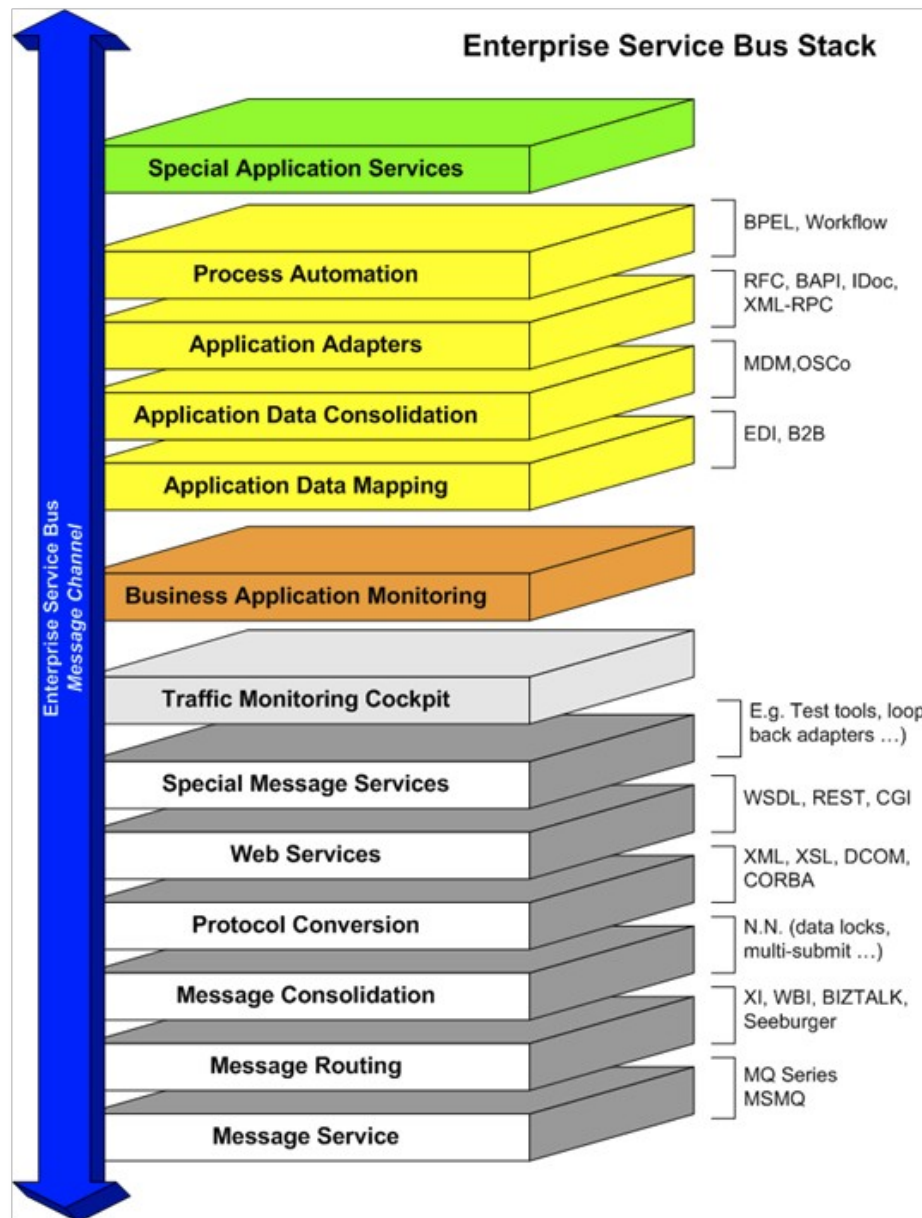 Enterprise Service Bus Stack
Special Application Services
BPEL, Workflow
Process Automation
RFC, BAPI, IDoc,
XML-RPC
Application Adapters
MDM,OSCo
Application Data Consolidation
EDI, B2B
Application Data Mapping
Enterprise Service Bus
Message Channel
Business Application Monitoring
Traffic Monitoring Cockpit
E.g. Test tools, loop
back adapters …)
Special Message Services
WSDL, REST, CGI
Web Services
XML, XSL, DCOM,
CORBA
Protocol Conversion
N.N. (data locks,
multi-submit …)
Message Consolidation
XI, WBI, BIZTALK,
Seeburger
Message Routing
MQ Series
MSMQ
Message Service